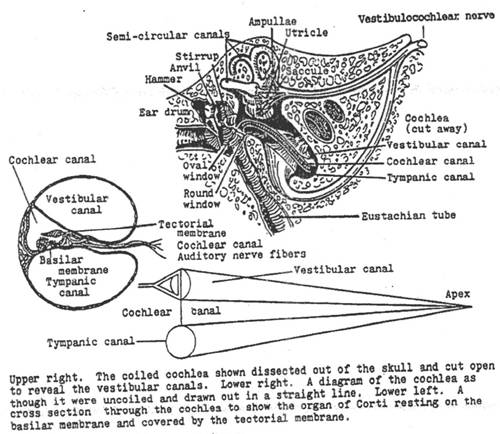 Ampullae
Semi-circular canals
Utricle
Vestibulocochlear nerve
Stirrup
Anvil
Hammer
Saccule
Ear drum
Cochlea
(cut away)
Vestibular canal
Cochlear canal
Tympanic canal
Oval
window
Round
window
Eustachian tube
Cochlear canal
Vestibular
canal
Tectorial
membrane
Cochlear canal
Auditory nerve fibers
Basilar
membrane
Tympanic
canal
Vestibular canal
Apex
Cochlear canal
Tympanic canal
Upper right. The coiled cochlea shown dissected out of the skull and cut open
to reveal the vestibular canals. Lower right. A diagram of the cochlea as
though it were uncoiled and drawn out in a straight line. Lower left. A
cross section through the cochlea to show the organ of Corti resting on the
basilar membrane and covered by the tectorial membrane.